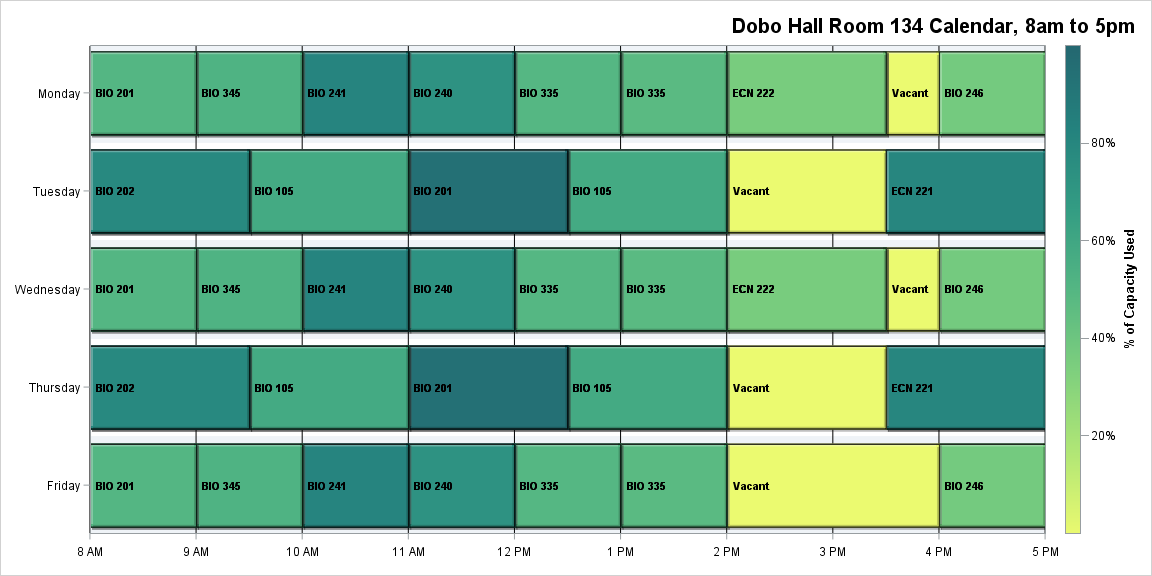 Dobo Hall Room 134 Calendar, 8am to 5pm
Monday BIO 201 BIO 345 BIO 241 BIO 240 BIO 335 BIO 335 ECN 222 Vacant BIO 246
80%
Tuesday BIO 202 BIO 105 BIO 201 BIO 105 Vacant ECN 221
60%
Wednesday BIO 201 BIO 345 BIO 241 BIO 240 BIO 335 BIO 335 ECN 222 Vacant BIO 246
% of Capacity Used
40%
Thursday BIO 202 BIO 105 BIO 201 BIO 105 Vacant ECN 221
20%
Friday BIO 201 BIO 345 BIO 241 BIO 240 BIO 335 BIO 335 Vacant BIO 246
8 AM 9 AM 10 AM 11 AM 12 PM 1 PM 2 PM 3 PM 4 PM 5 PM